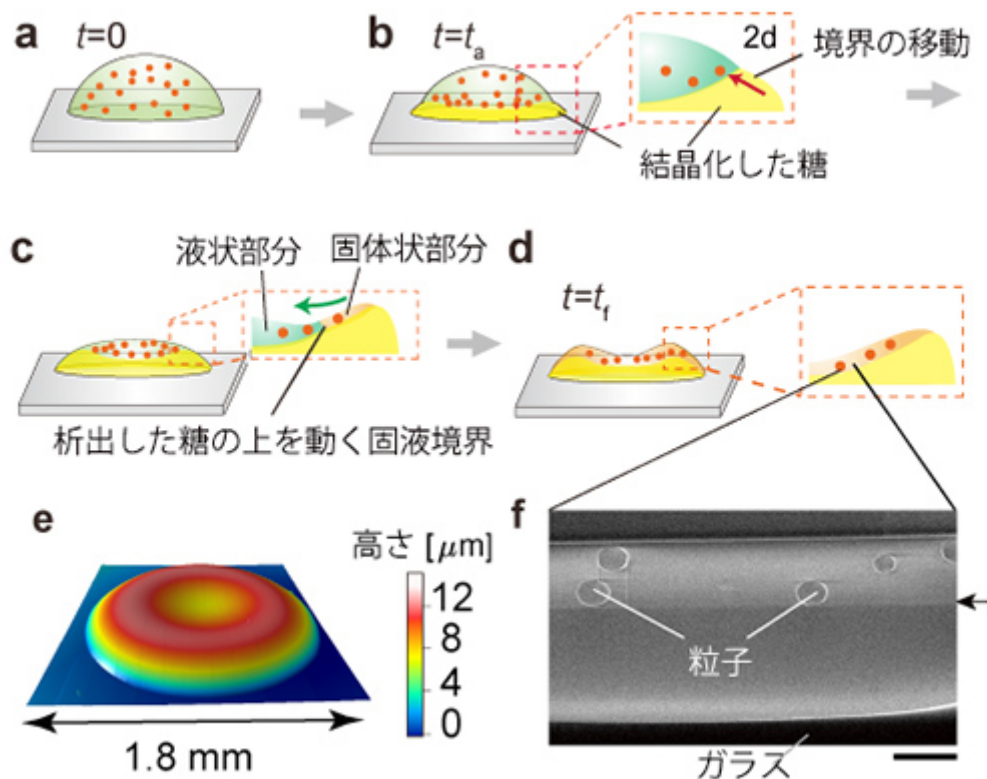 a
t=0
b
t=ta
2d
境界の移動
結晶化した糖
c
液状部分
固体状部分
析出した糖の上を動く固液境界
d
t=tf
e
高さ [μm]
12
8
4
0
1.8 mm
f
粒子
ガラス